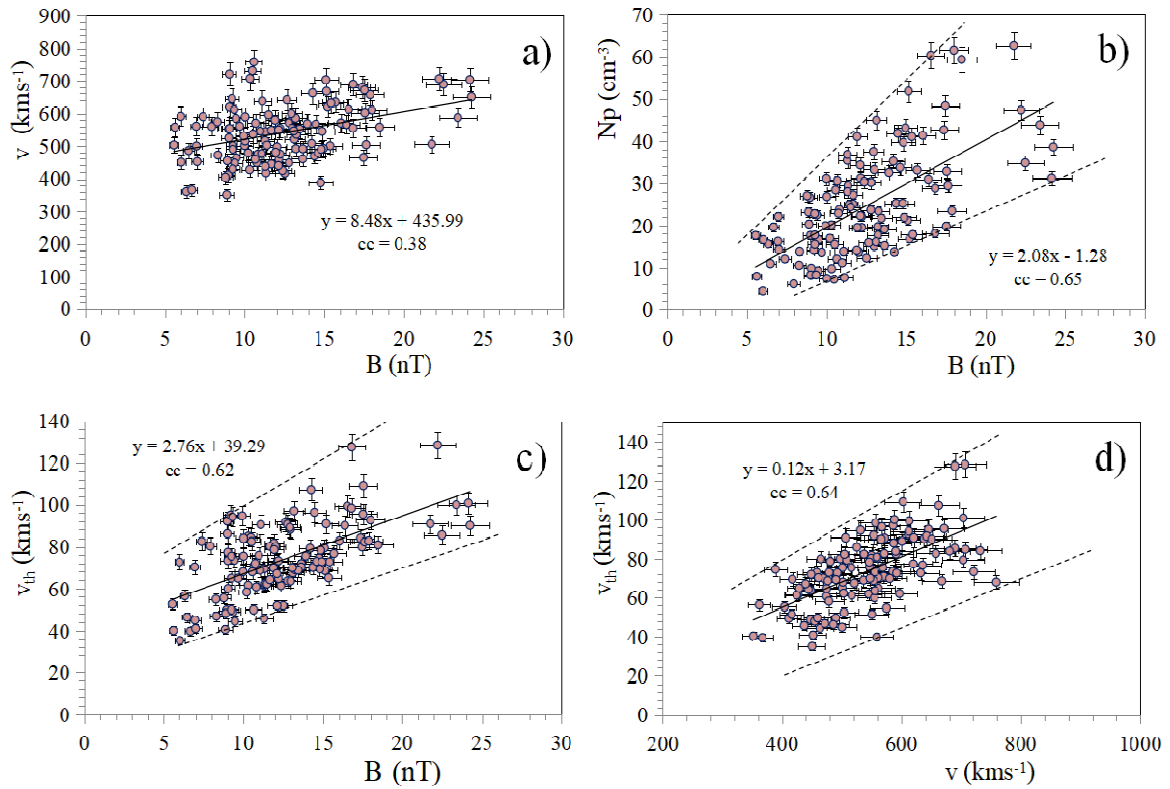 a)
900
800
700
600
500
400
300
200
100
0
v (kms-1)
y = 8.48x + 435.99
cc = 0.38
0 5 10 15 20 25 30
B (nT)
b)
70
60
50
40
30
20
10
0
Np (cm-3)
y = 2.08x - 1.28
cc = 0.65
0 5 10 15 20 25 30
B (nT)
c)
140
120
100
80
60
40
20
0
vth (kms-1)
y = 2.76x + 39.29
cc = 0.62
0 5 10 15 20 25 30
B (nT)
d)
140
120
100
80
60
40
20
0
vth (kms-1)
y = 0.12x + 3.17
cc = 0.64
200 400 600 800 1000
v (kms-1)